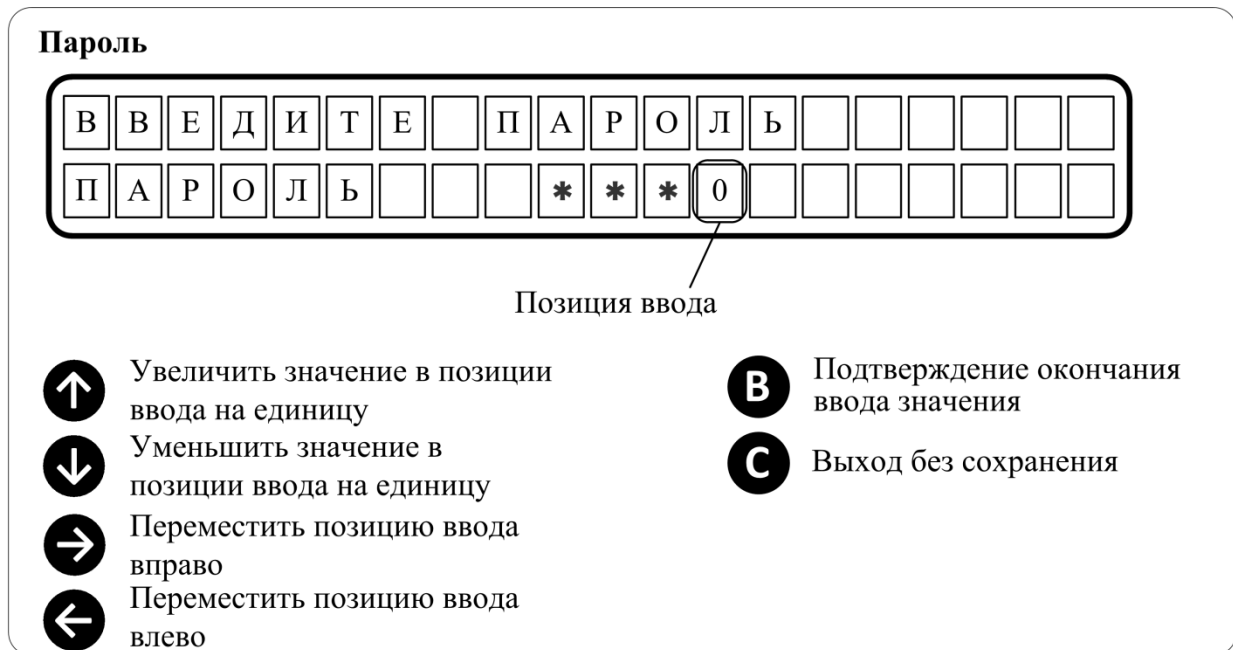 Пароль
ВВЕДИТЕ ПАРОЛЬ
ПАРОЛЬ ***0
Позиция ввода
↑ Увеличить значение в позиции
ввода на единицу
↓ Уменьшить значение в
позиции ввода на единицу
→ Переместить позицию ввода
вправо
← Переместить позицию ввода
влево
B Подтверждение окончания
ввода значения
C Выход без сохранения